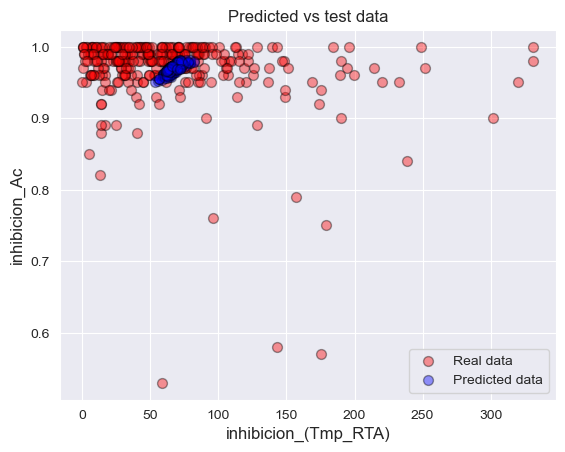 Predicted vs test data
1.0
0.9
0.8
0.7
0.6
inhibicion_Ac
0
50
100
150
200
250
300
inhibicion_(Tmp_RTA)
Real data
Predicted data